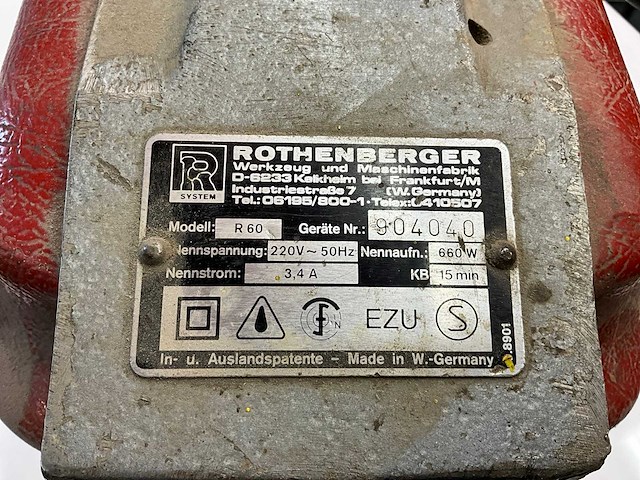 R
SYSTEM
ROTHENBERGER
Werkzeug und Maschinenfabrik
D-6233 Kelkheim bei Frankfurt/M
Industriestraße 7 (W. Germany)
Tel.: 06195/800-1 · Telex: 0410507
Modell: R 60 Geräte Nr.: 904040
Nennspannung: 220V ~ 50Hz Nennaufn.: 660 W
Nennstrom: 3,4 A KB 15 min
EZU S
In- u. Auslandspatente – Made in W.-Germany
.8901